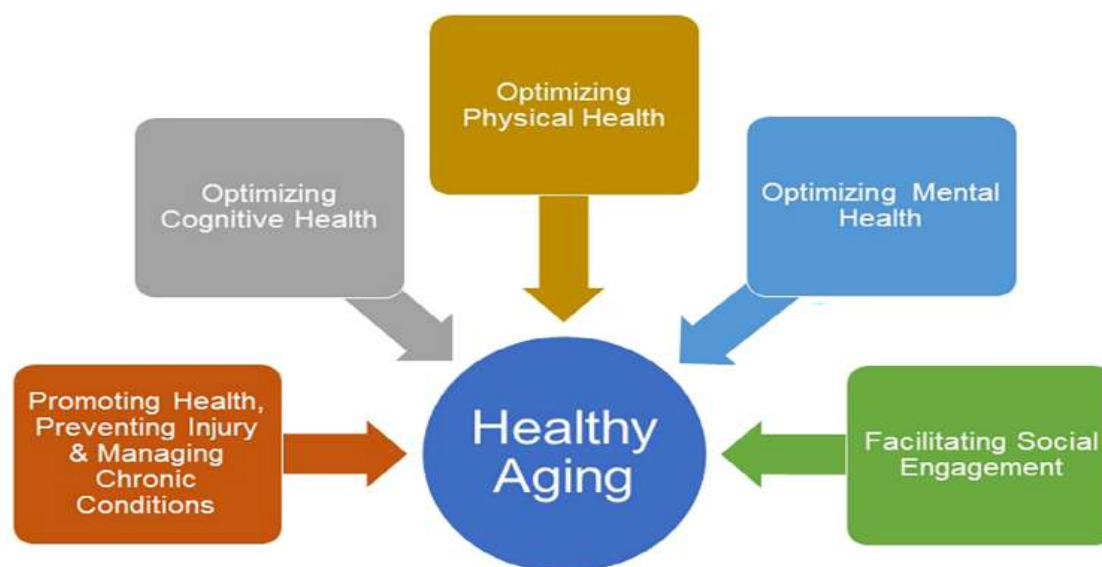 Optimizing
Physical Health
Optimizing
Cognitive Health
Optimizing Mental
Health
Promoting Health,
Preventing Injury
& Managing
Chronic
Conditions
Healthy
Aging
Facilitating Social
Engagement